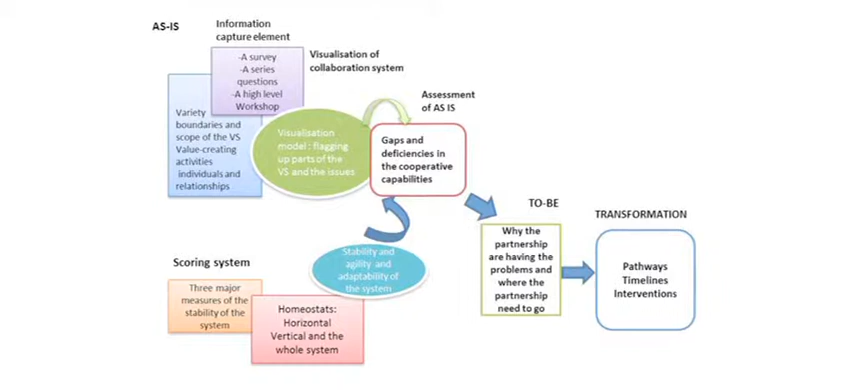 AS-IS
Information
capture element
-A survey
-A series
questions
-A high level
Workshop
Visualisation of
collaboration system
Variety
boundaries and
scope of the VS
Value-creating
activities
individuals and
relationships
Visualisation
model: flagging
up parts of the
VS and the issues
Assessment
of AS IS
Gaps and
deficiencies in
the cooperative
capabilities
Stability and
agility and
adaptability of
the system
Scoring system
Three major
measures of the
stability of the
system
Homeostats:
Horizontal
Vertical and the
whole system
TO-BE
Why the
partnership
are having the
problems and
where the
partnership
need to go
TRANSFORMATION
Pathways
Timelines
Interventions